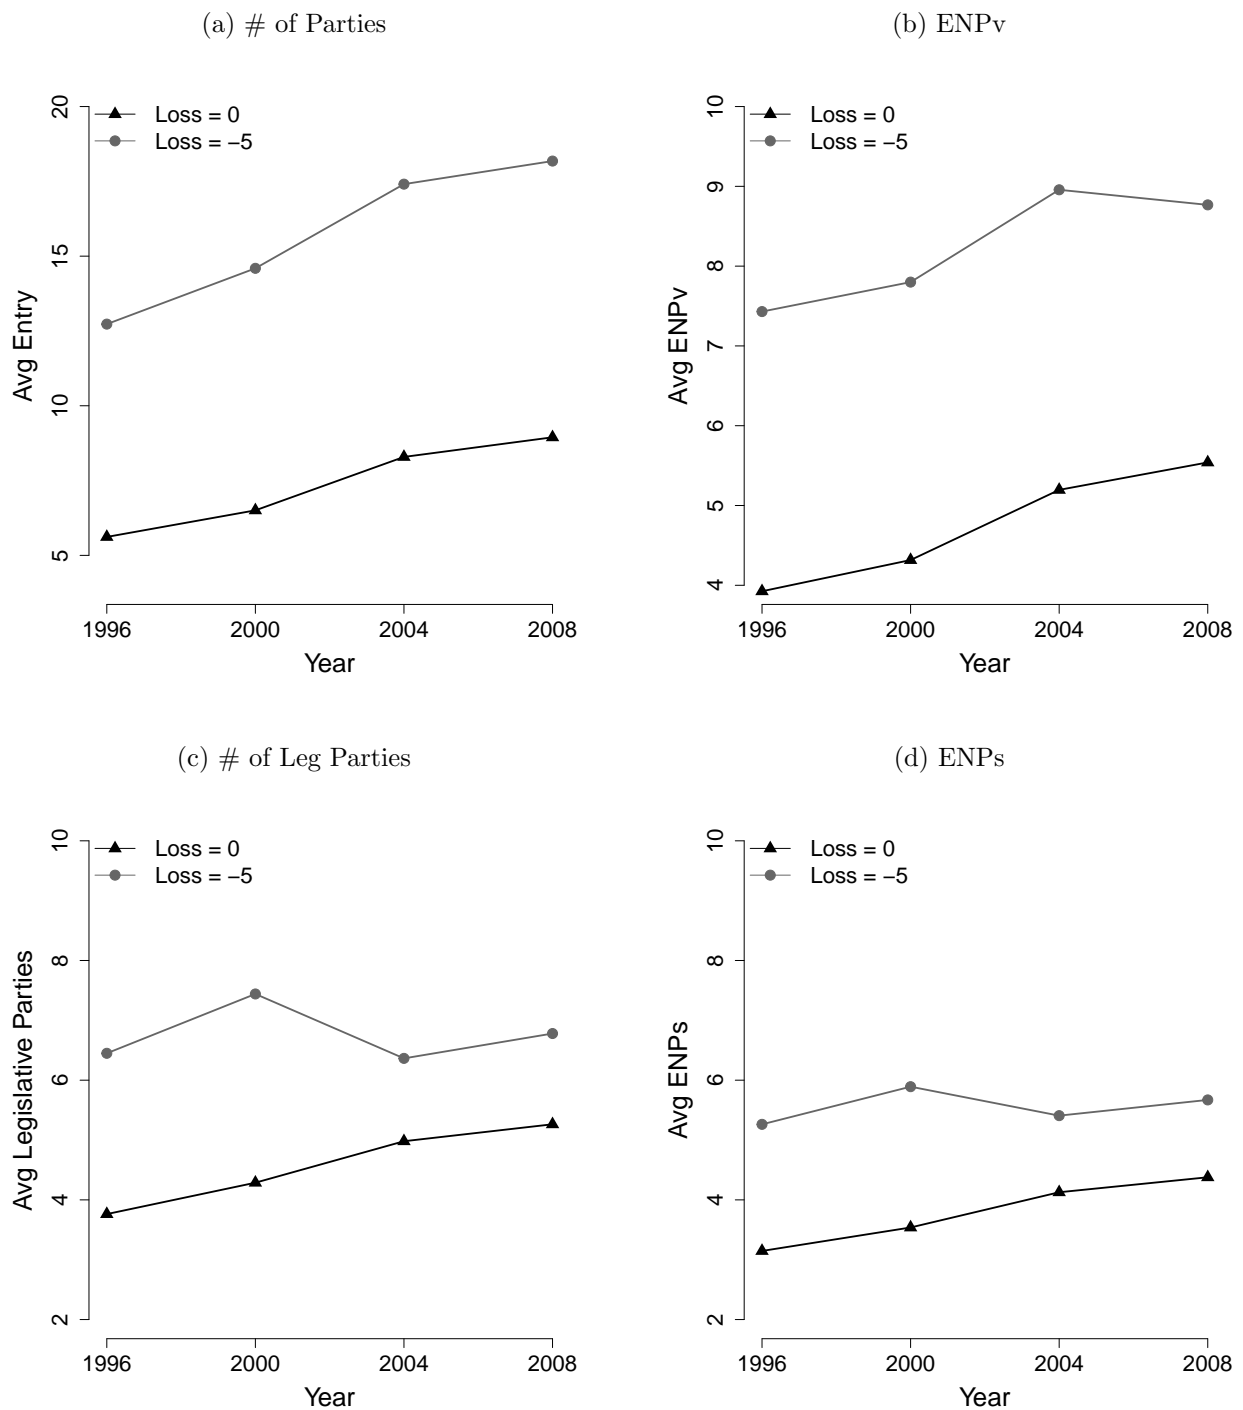 (a) # of Parties
20
15
10
5
Avg Entry
Loss = 0
Loss = −5
1996 2000 2004 2008
Year
(b) ENPv
10
9
8
7
6
5
4
Avg ENPv
Loss = 0
Loss = −5
1996 2000 2004 2008
Year
(c) # of Leg Parties
10
8
6
4
2
Avg Legislative Parties
Loss = 0
Loss = −5
1996 2000 2004 2008
Year
(d) ENPs
10
8
6
4
2
Avg ENPs
Loss = 0
Loss = −5
1996 2000 2004 2008
Year